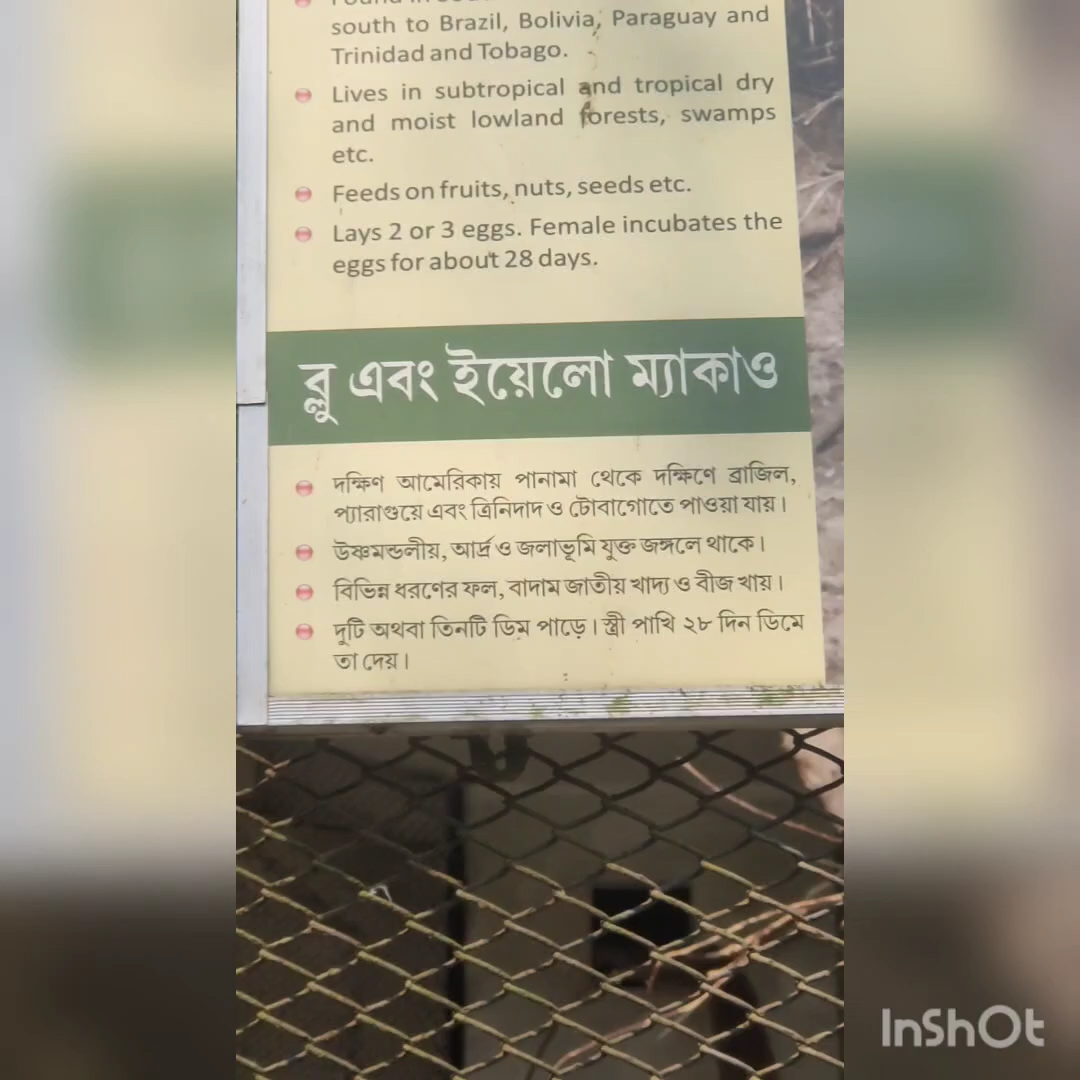 south to Brazil, Bolivia, Paraguay and
Trinidad and Tobago.
Lives in subtropical and tropical dry
and moist lowland forests, swamps
etc.
Feeds on fruits, nuts, seeds etc.
Lays 2 or 3 eggs. Female incubates the
eggs for about 28 days.
ব্লু এবং ইয়েলো ম্যাকাও
দক্ষিণ আমেরিকায় পানামা থেকে দক্ষিণে ব্রাজিল,
প্যারাগুয়ে এবং ত্রিনিদাদ ও টোবাগোতে পাওয়া যায়।
উষ্ণমন্ডলীয়, আর্দ্র ও জলাভূমি যুক্ত জঙ্গলে থাকে।
বিভিন্ন ধরণের ফল, বাদাম জাতীয় খাদ্য ও বীজ খায়।
দুটি অথবা তিনটি ডিম পাড়ে। স্ত্রী পাখি ২৮ দিন ডিমে
তা দেয়।
InShOt